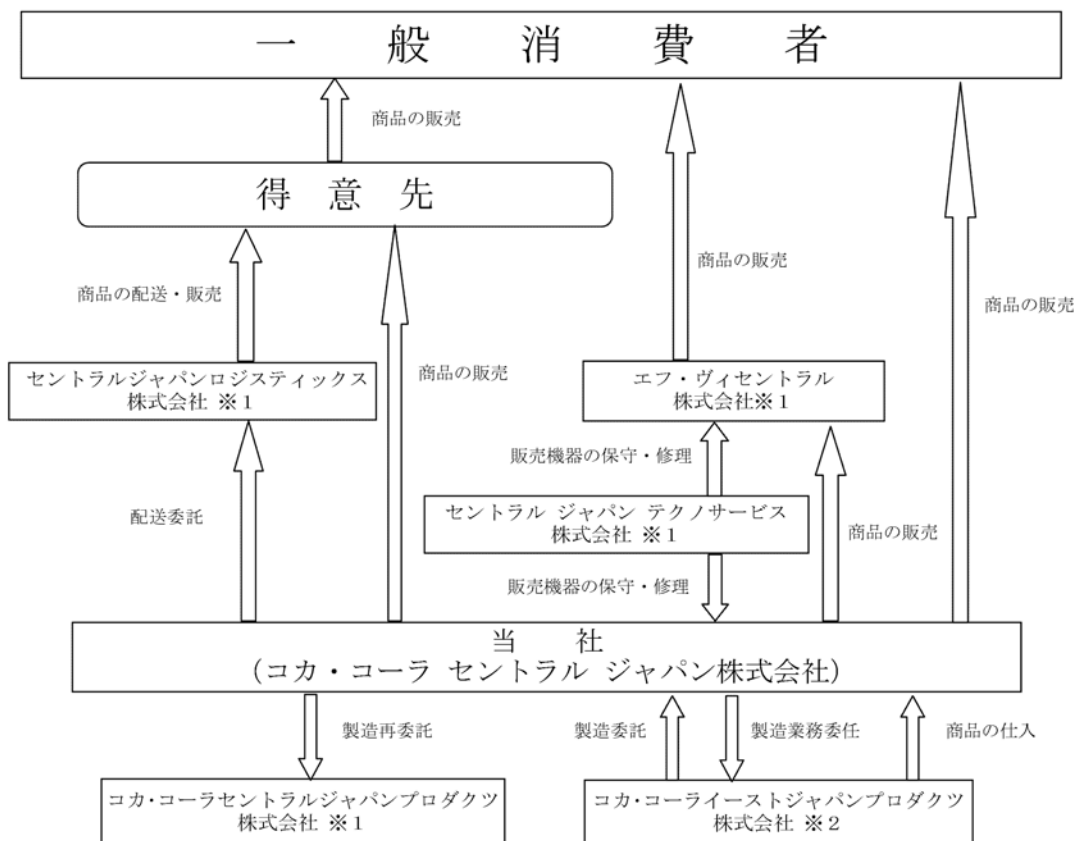 一般消費者
商品の販売
得意先
商品の配送・販売
商品の販売
商品の販売
商品の販売
セントラルジャパンロジスティックス
株式会社 ※1
エフ・ヴィセントラル
株式会社※1
販売機器の保守・修理
配送委託
セントラル ジャパン テクノサービス
株式会社 ※1
商品の販売
販売機器の保守・修理
当社
(コカ・コーラ セントラル ジャパン株式会社)
製造再委託
製造委託
製造業務委任
商品の仕入
コカ・コーラセントラルジャパンプロダクツ
株式会社 ※1
コカ・コーライーストジャパンプロダクツ
株式会社 ※2